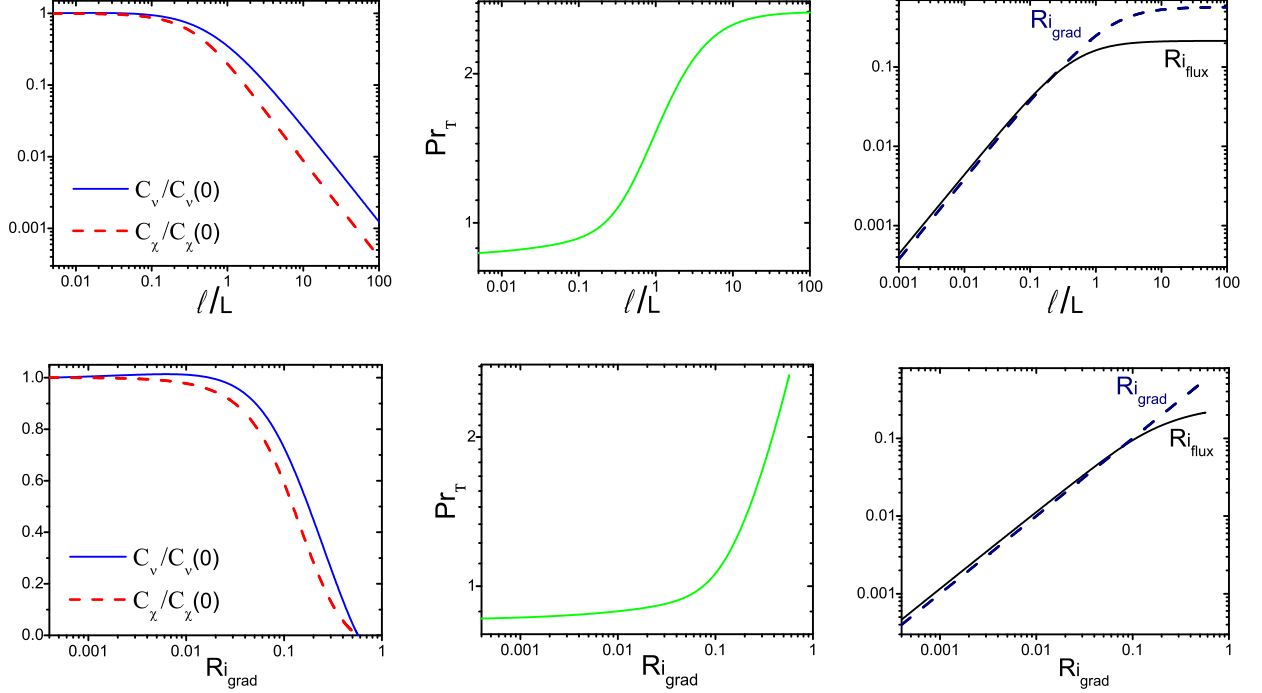 1
0.1
0.01
0.001
C_ν/C_ν(0)
C_χ/C_χ(0)
0.01 0.1 1 10 100
ℓ/L
2
1
Pr_T
0.01 0.1 1 10 100
ℓ/L
0.1
0.01
0.001
Ri_grad
Ri_flux
0.001 0.01 0.1 1 10 100
ℓ/L
1.0
0.8
0.6
0.4
0.2
0.0
C_ν/C_ν(0)
C_χ/C_χ(0)
0.001 0.01 0.1 1
Ri_grad
2
1
Pr_T
0.001 0.01 0.1 1
Ri_grad
0.1
0.01
0.001
Ri_grad
Ri_flux
0.001 0.01 0.1 1
Ri_grad